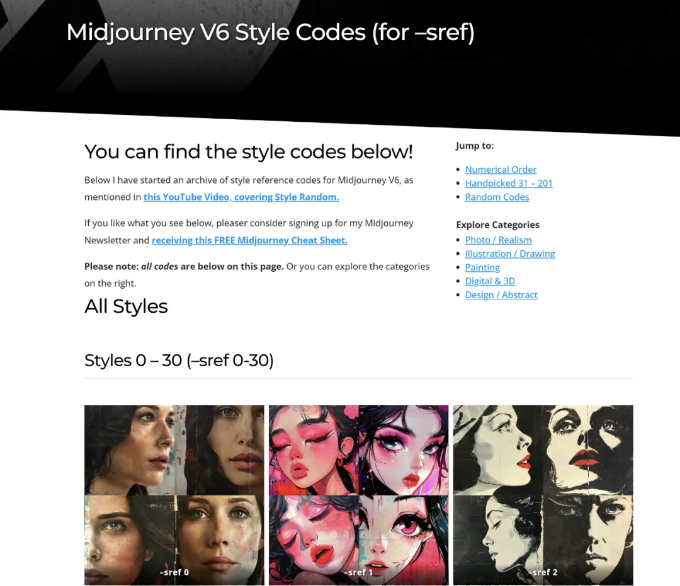 Midjourney V6 Style Codes (for –sref)
You can find the style codes below!
Below I have started an archive of style reference codes for Midjourney V6, as
mentioned in this YouTube Video, covering Style Random.
If you like what you see below, pleaser consider signing up for my Midjourney
Newsletter and receiving this FREE Midjourney Cheat Sheet.
Please note: all codes are below on this page. Or you can explore the categories
on the right.
Jump to:
Numerical Order
Handpicked 31 – 201
Random Codes
Explore Categories
Photo / Realism
Illustration / Drawing
Painting
Digital & 3D
Design / Abstract
All Styles
Styles 0 – 30 (–sref 0-30)
–sref 0
–sref 1
–sref 2